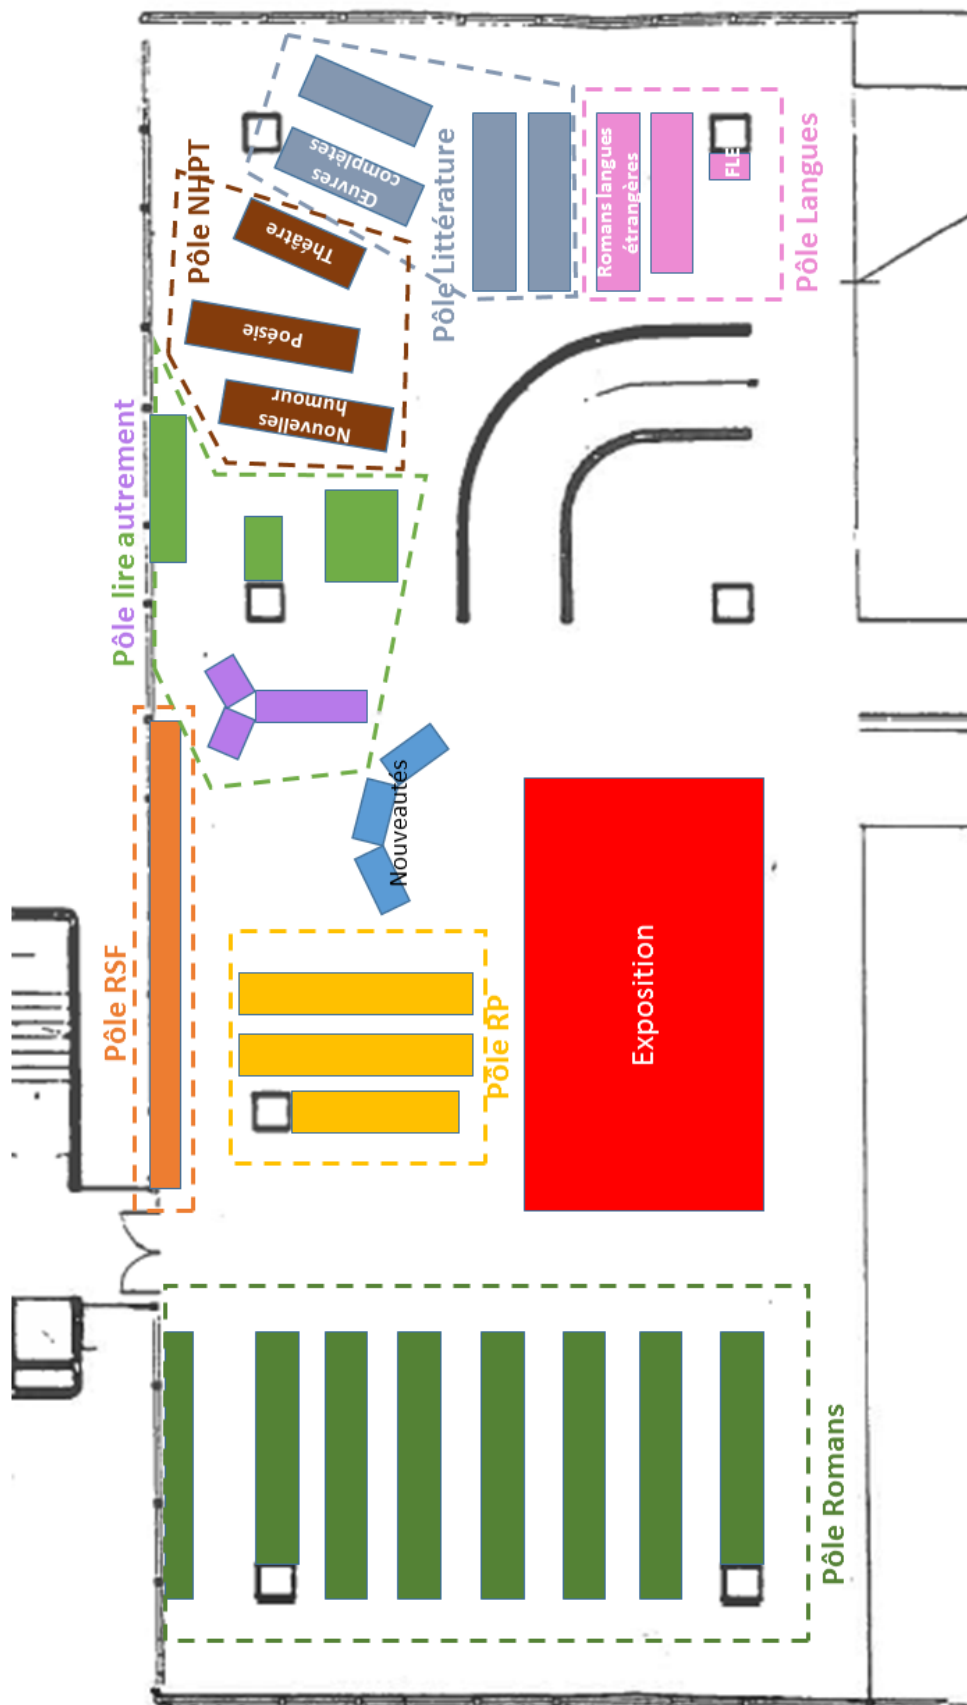 Œuvres
complètes
Pôle NHPT
Théâtre
Poésie
Nouvelles
humour
Pôle Littérature
Romans langues
étrangères
FLE
Pôle Langues
Pôle lire autrement
Nouveautés
Pôle RSF
Pôle RP
Exposition
Pôle Romans